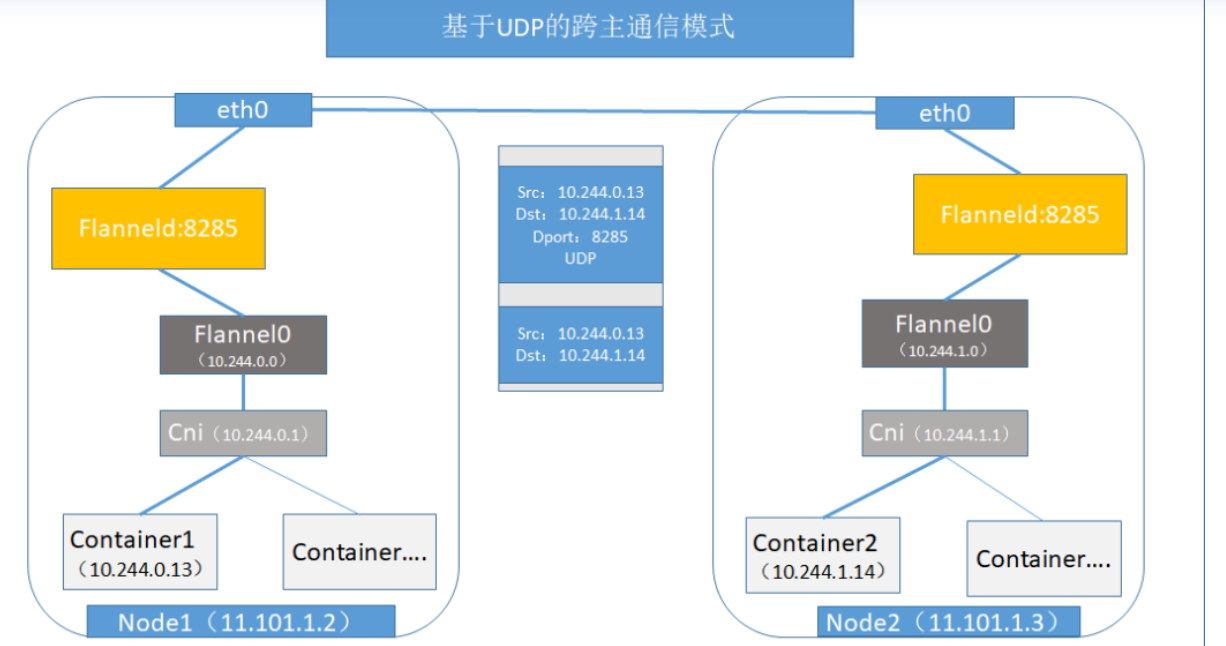 基于UDP的跨主通信模式
eth0
eth0
Flanneld:8285
Flanneld:8285
Src：10.244.0.13
Dst：10.244.1.14
Dport：8285
UDP
Src：10.244.0.13
Dst：10.244.1.14
Flannel0
（10.244.0.0）
Flannel0
（10.244.1.0）
Cni（10.244.0.1）
Cni（10.244.1.1）
Container1
（10.244.0.13）
Container....
Container2
（10.244.1.14）
Container....
Node1（11.101.1.2）
Node2（11.101.1.3）